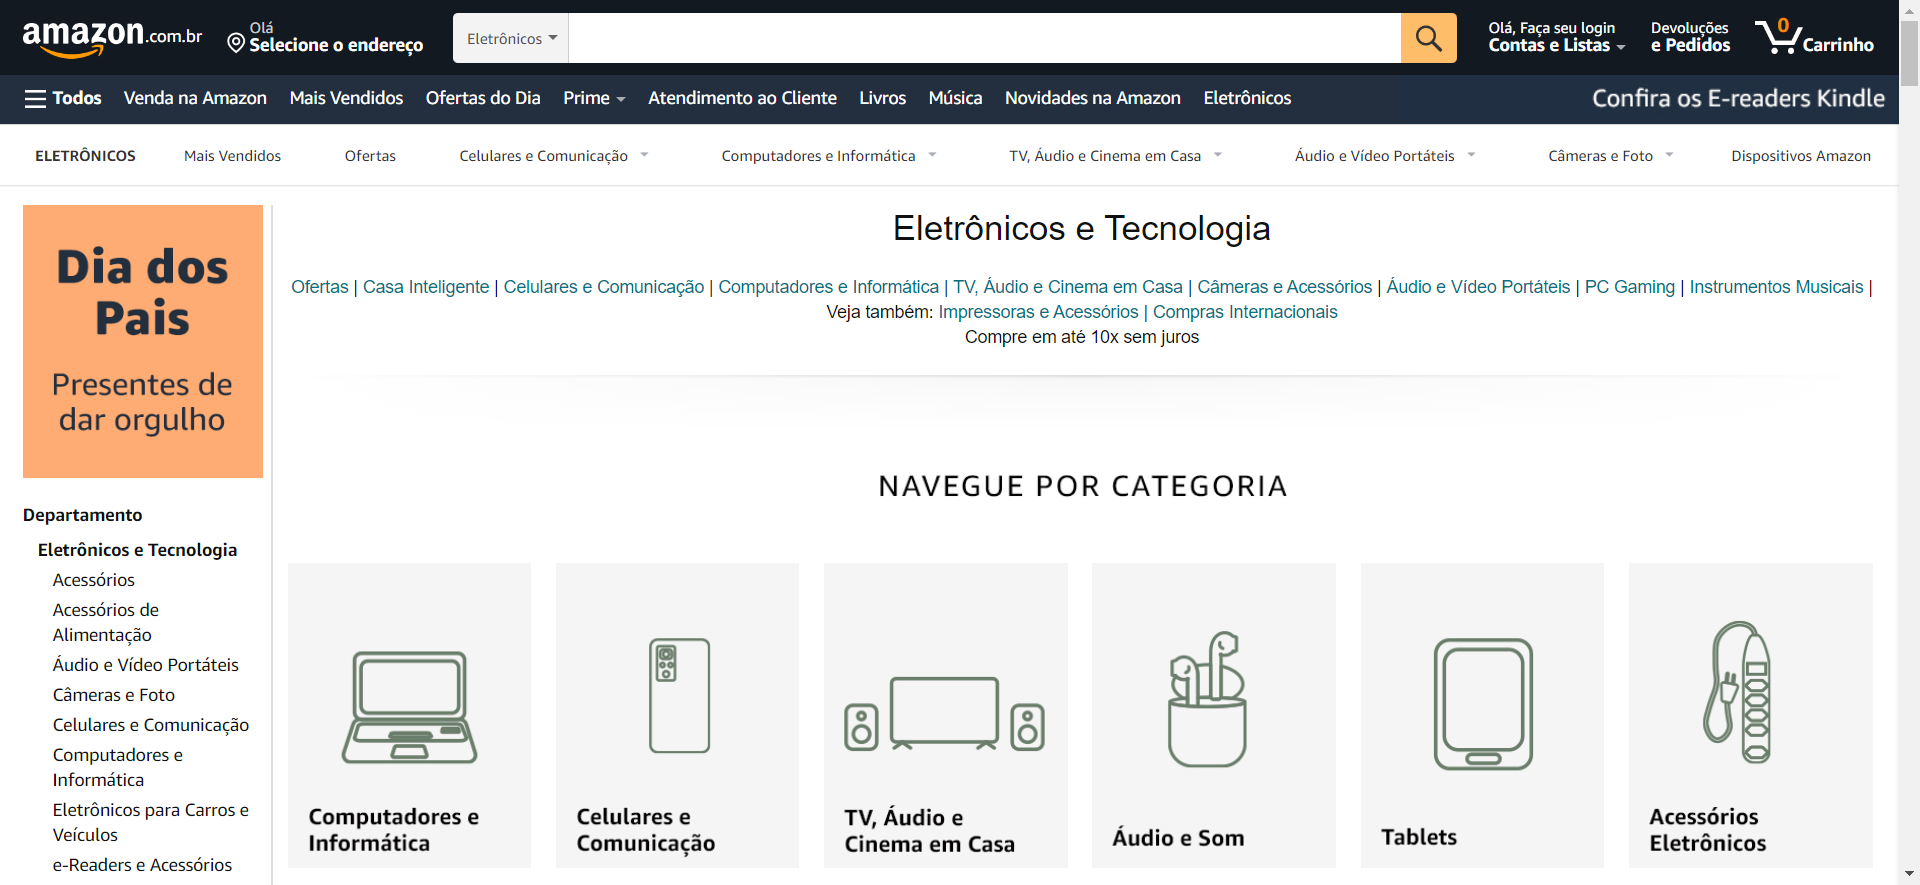 amazon.com.br
Olá
Selecione o endereço
Eletrônicos
Olá, Faça seu login
Contas e Listas
Devoluções
e Pedidos
0
Carrinho
Todos
Venda na Amazon
Mais Vendidos
Ofertas do Dia
Prime
Atendimento ao Cliente
Livros
Música
Novidades na Amazon
Eletrônicos
Confira os E-readers Kindle
ELETRÔNICOS
Mais Vendidos
Ofertas
Celulares e Comunicação
Computadores e Informática
TV, Áudio e Cinema em Casa
Áudio e Vídeo Portáteis
Câmeras e Foto
Dispositivos Amazon
Dia dos
Pais
Presentes de
dar orgulho
Departamento
Eletrônicos e Tecnologia
Acessórios
Acessórios de
Alimentação
Áudio e Vídeo Portáteis
Câmeras e Foto
Celulares e Comunicação
Computadores e
Informática
Eletrônicos para Carros e
Veículos
e-Readers e Acessórios
Eletrônicos e Tecnologia
Ofertas | Casa Inteligente | Celulares e Comunicação | Computadores e Informática | TV, Áudio e Cinema em Casa | Câmeras e Acessórios | Áudio e Vídeo Portáteis | PC Gaming | Instrumentos Musicais |
Veja também: Impressoras e Acessórios | Compras Internacionais
Compre em até 10x sem juros
NAVEGUE POR CATEGORIA
Computadores e
Informática
Celulares e
Comunicação
TV, Áudio e
Cinema em Casa
Áudio e Som
Tablets
Acessórios
Eletrônicos